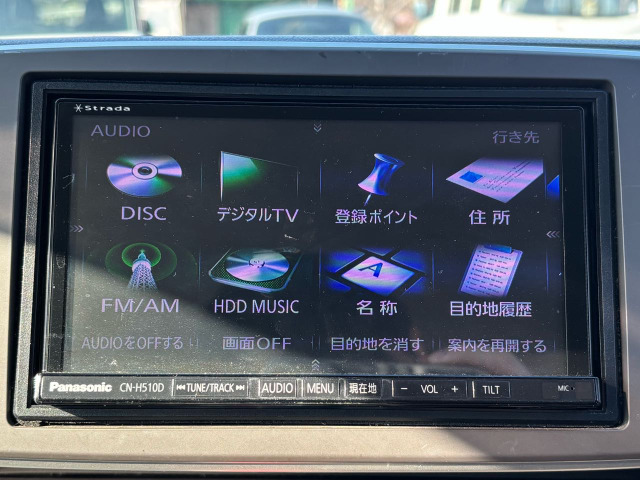 Strada
AUDIO
行き先
DISC
デジタルTV
登録ポイント
住所
FM/AM
HDD MUSIC
A
名称
目的地履歴
AUDIOをOFFする
画面OFF
目的地を消す
案内を再開する
Panasonic CN-H510D TUNE/TRACK AUDIO MENU 現在地 − VOL + TILT MIC